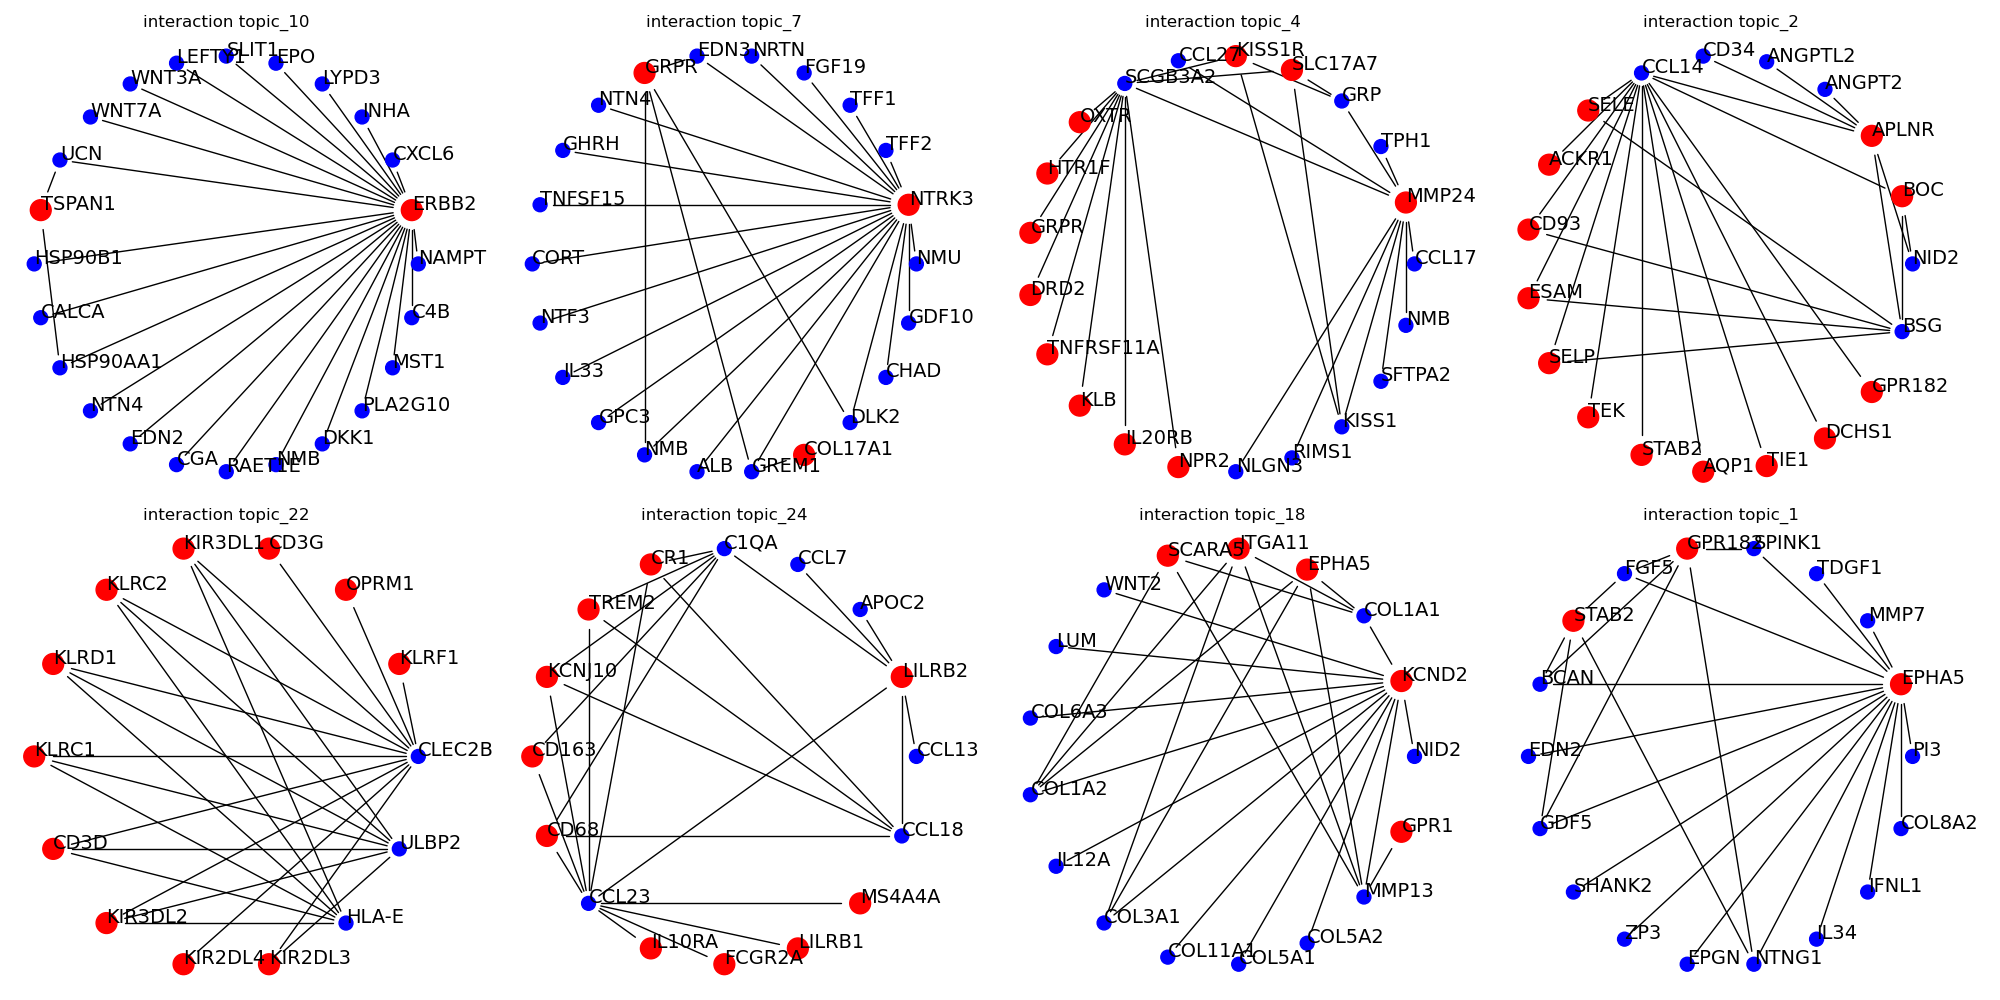 interaction topic_10
SLIT1
LEFTY1
EPO
WNT3A
LYPD3
WNT7A
INHA
UCN
CXCL6
TSPAN1
ERBB2
HSP90B1
NAMPT
CALCA
C4B
HSP90AA1
MST1
NTN4
PLA2G10
EDN2
DKK1
CGA
RAET1E
NMB
interaction topic_7
EDN3
NRTN
GRPR
FGF19
NTN4
TFF1
GHRH
TFF2
TNFSF15
NTRK3
CORT
NMU
NTF3
GDF10
IL33
CHAD
GPC3
DLK2
NMB
COL17A1
ALB
GREM1
interaction topic_4
KISS1R
CCL27
SLC17A7
SCGB3A2
GRP
OXTR
TPH1
HTR1F
MMP24
GRPR
CCL17
DRD2
NMB
TNFRSF11A
SFTPA2
KLB
KISS1
IL20RB
RIMS1
NPR2
NLGN3
interaction topic_2
CD34
ANGPTL2
CCL14
ANGPT2
SELE
APLNR
ACKR1
BOC
CD93
NID2
ESAM
BSG
SELP
GPR182
TEK
DCHS1
STAB2
TIE1
AQP1
interaction topic_22
KIR3DL1
CD3G
KLRC2
OPRM1
KLRD1
KLRF1
KLRC1
CLEC2B
CD3D
ULBP2
KIR3DL2
HLA-E
KIR2DL4
KIR2DL3
interaction topic_24
C1QA
CR1
CCL7
TREM2
APOC2
KCNJ10
LILRB2
CD163
CCL13
CD68
CCL18
CCL23
MS4A4A
IL10RA
LILRB1
FCGR2A
interaction topic_18
ITGA11
SCARA5
EPHA5
WNT2
COL1A1
LUM
KCND2
COL6A3
NID2
COL1A2
GPR1
IL12A
MMP13
COL3A1
COL5A2
COL11A1
COL5A1
interaction topic_1
GPR182
SPINK1
FGF5
TDGF1
STAB2
MMP7
BCAN
EPHA5
EDN2
PI3
GDF5
COL8A2
SHANK2
IFNL1
ZP3
IL34
EPGN
NTNG1